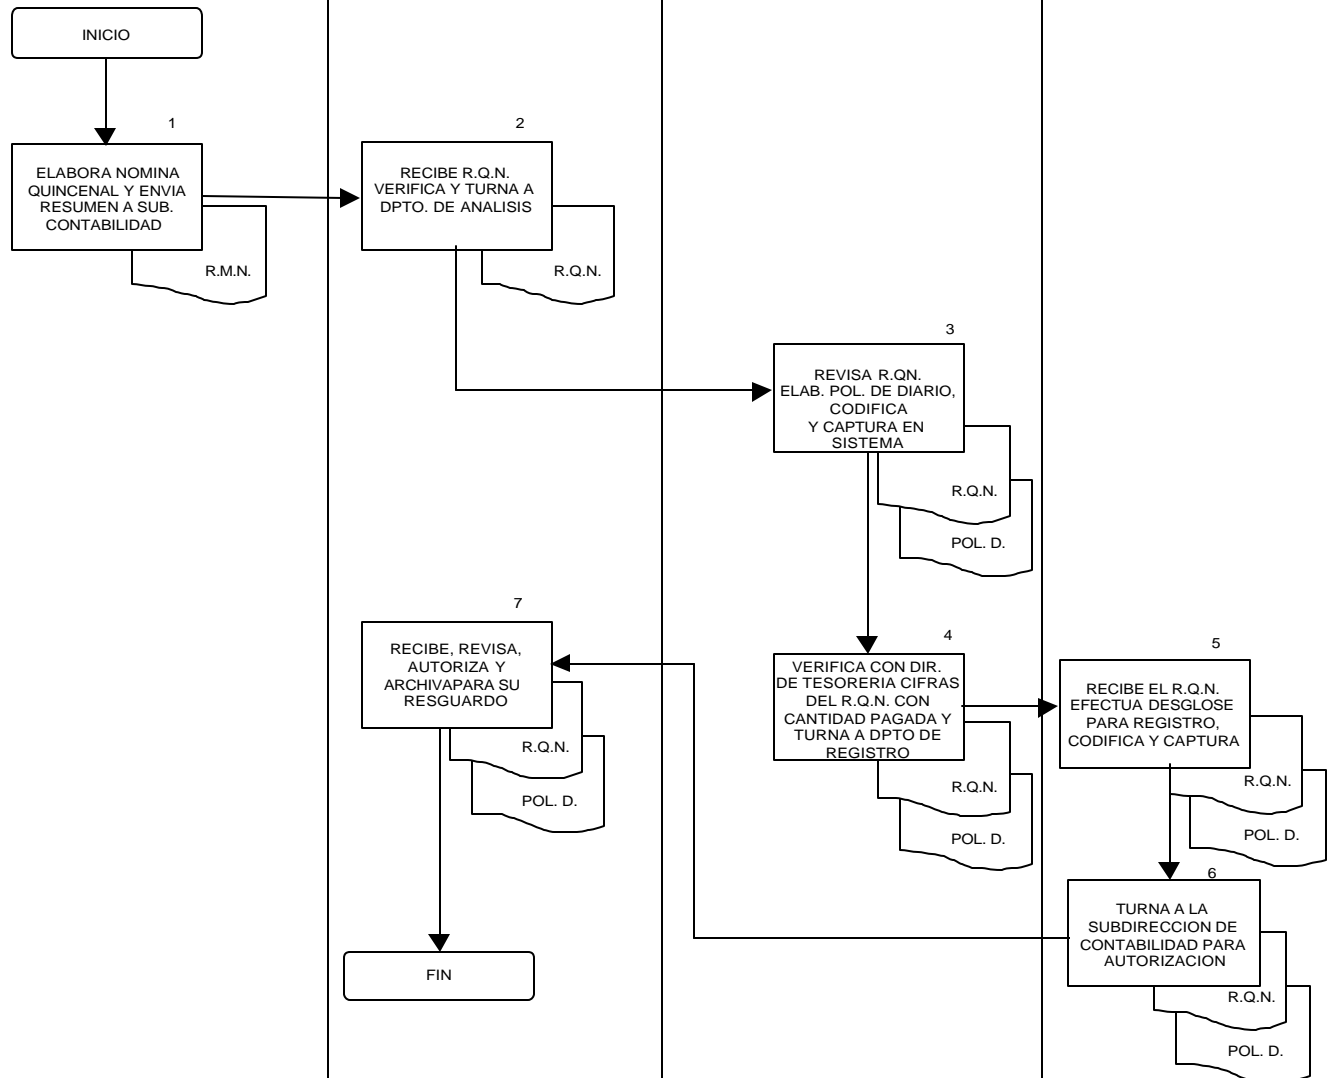 INICIO
1
ELABORA NOMINA
QUINCENAL Y ENVIA
RESUMEN A SUB.
CONTABILIDAD
R.M.N.
2
RECIBE R.Q.N.
VERIFICA Y TURNA A
DPTO. DE ANALISIS
R.Q.N.
3
REVISA R.QN.
ELAB. POL. DE DIARIO,
CODIFICA
Y CAPTURA EN
SISTEMA
R.Q.N.
POL. D.
4
VERIFICA CON DIR.
DE TESORERIA CIFRAS
DEL R.Q.N. CON
CANTIDAD PAGADA Y
TURNA A DPTO DE
REGISTRO
R.Q.N.
POL. D.
5
RECIBE EL R.Q.N.
EFECTUA DESGLOSE
PARA REGISTRO,
CODIFICA Y CAPTURA
R.Q.N.
POL. D.
6
TURNA A LA
SUBDIRECCION DE
CONTABILIDAD PARA
AUTORIZACION
R.Q.N.
POL. D.
7
RECIBE, REVISA,
AUTORIZA Y
ARCHIVAPARA SU
RESGUARDO
R.Q.N.
POL. D.
FIN